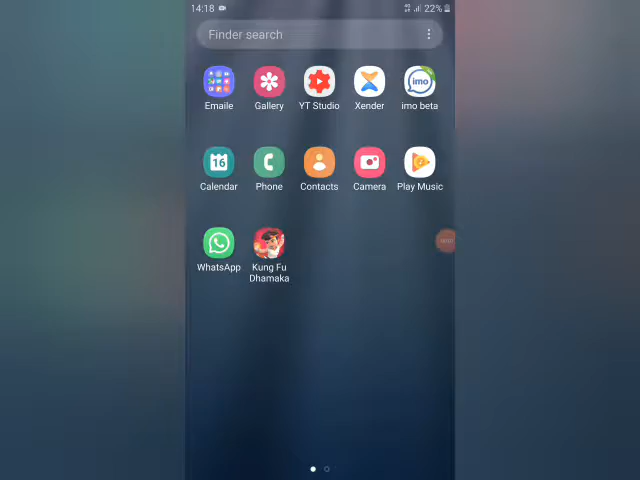 14:18 22%
Finder search
Emaile Gallery YT Studio Xender imo beta
imo
16
Calendar Phone Contacts Camera Play Music
WhatsApp Kung Fu
Dhamaka